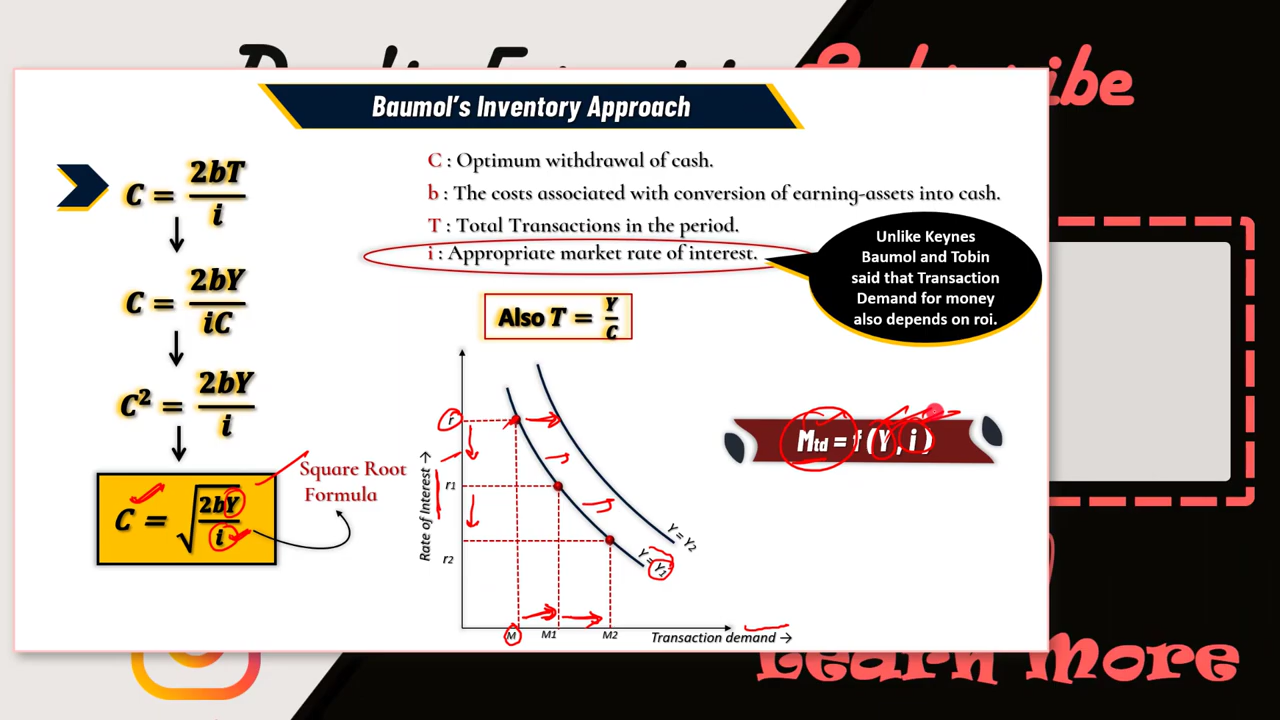 Baumol's Inventory Approach
C = 2bT / i
C = 2bY / iC
C² = 2bY / i
C = √(2bY / i)
Square Root
Formula
C : Optimum withdrawal of cash.
b : The costs associated with conversion of earning-assets into cash.
T : Total Transactions in the period.
i : Appropriate market rate of interest.
Unlike Keynes
Baumol and Tobin
said that Transaction
Demand for money
also depends on roi.
Also T = Y / C
Rate of Interest →
r
r1
r2
Y = Y₂
Y = Y₁
M
M1
M2
Transaction demand →
Mtd = f (Y , i)
Learn More